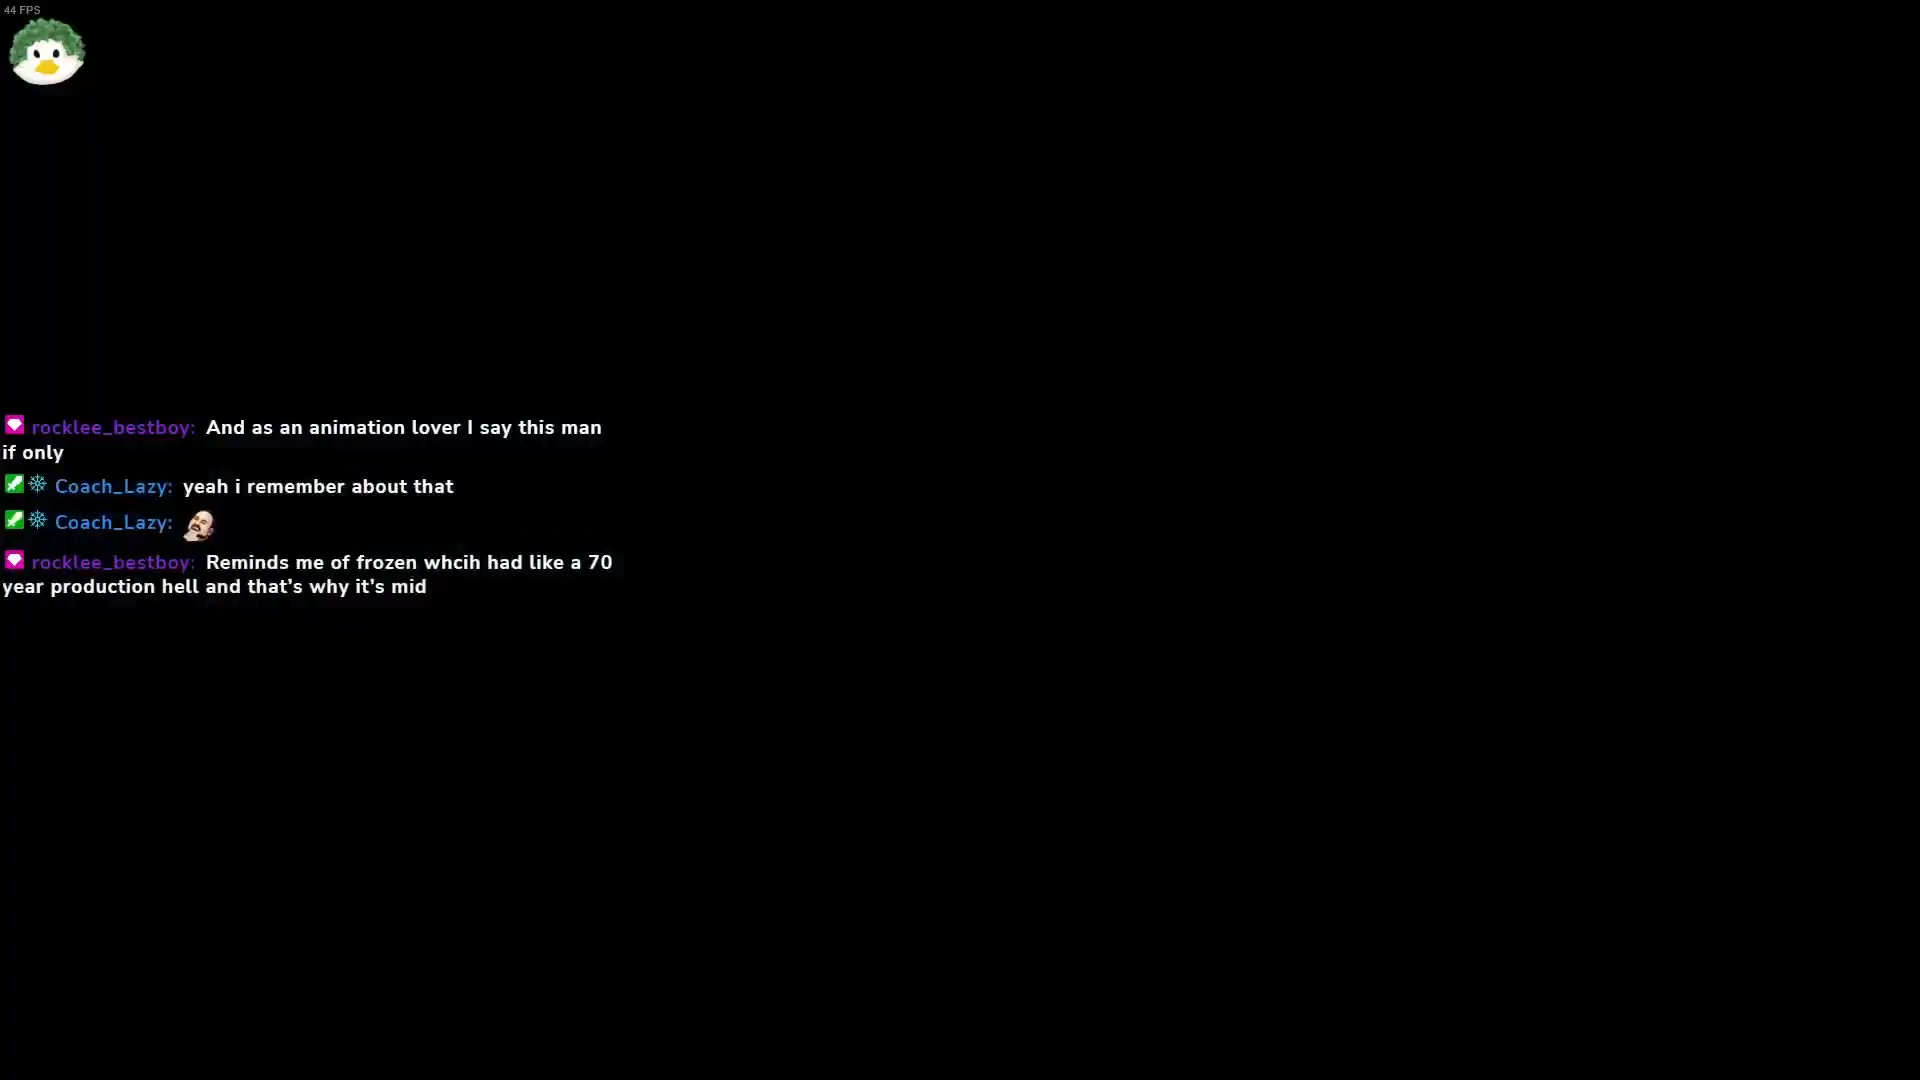 44 FPS
rocklee_bestboy: And as an animation lover I say this man
if only
Coach_Lazy: yeah i remember about that
Coach_Lazy:
rocklee_bestboy: Reminds me of frozen whcih had like a 70
year production hell and that's why it's mid